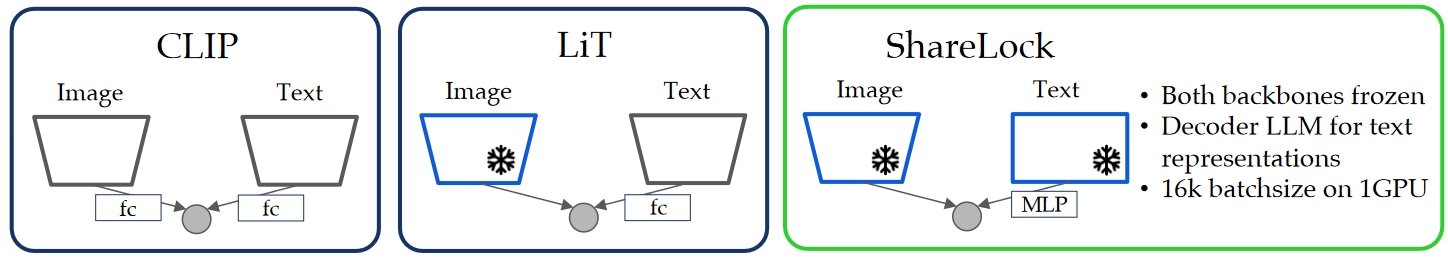 CLIP
Image Text
fc fc
LiT
Image Text
fc
ShareLock
Image Text
MLP
• Both backbones frozen
• Decoder LLM for text
representations
• 16k batchsize on 1GPU